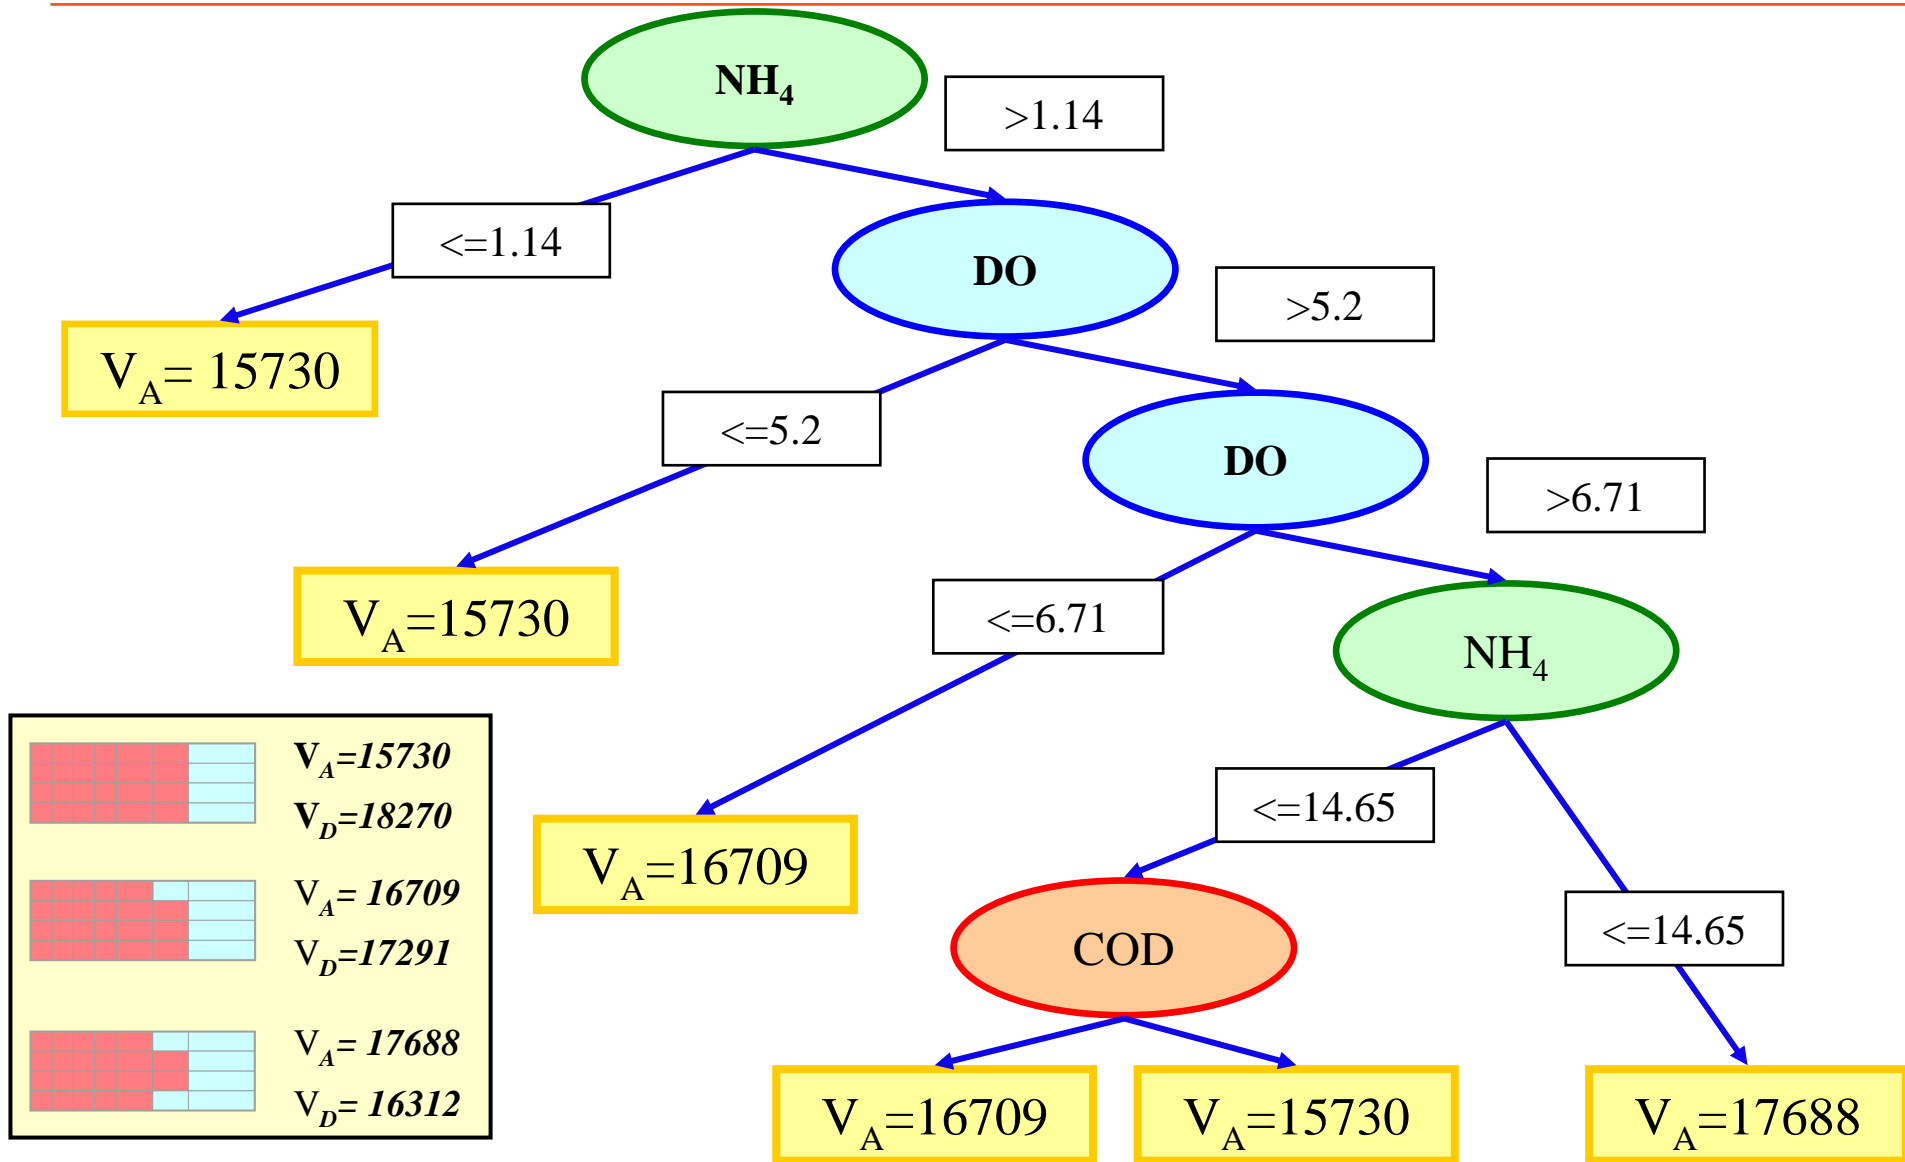 NH4
>1.14
<=1.14
DO
>5.2
VA= 15730
<=5.2
DO
>6.71
VA=15730
<=6.71
NH4
VA=15730
VD=18270
<=14.65
VA=16709
VA= 16709
VD=17291
COD
<=14.65
VA= 17688
VD= 16312
VA=16709
VA=15730
VA=17688